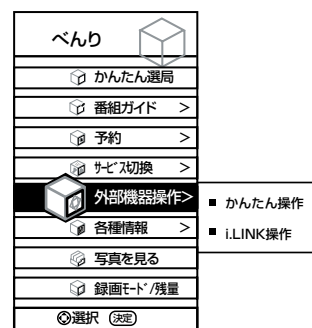 べんり
かんたん選局
番組ガイド >
予約 >
ｻｰﾋﾞｽ切換 >
外部機器操作>
■ かんたん操作
■ i.LINK操作
各種情報 >
写真を見る
録画ﾓｰﾄﾞ/残量
選択 決定